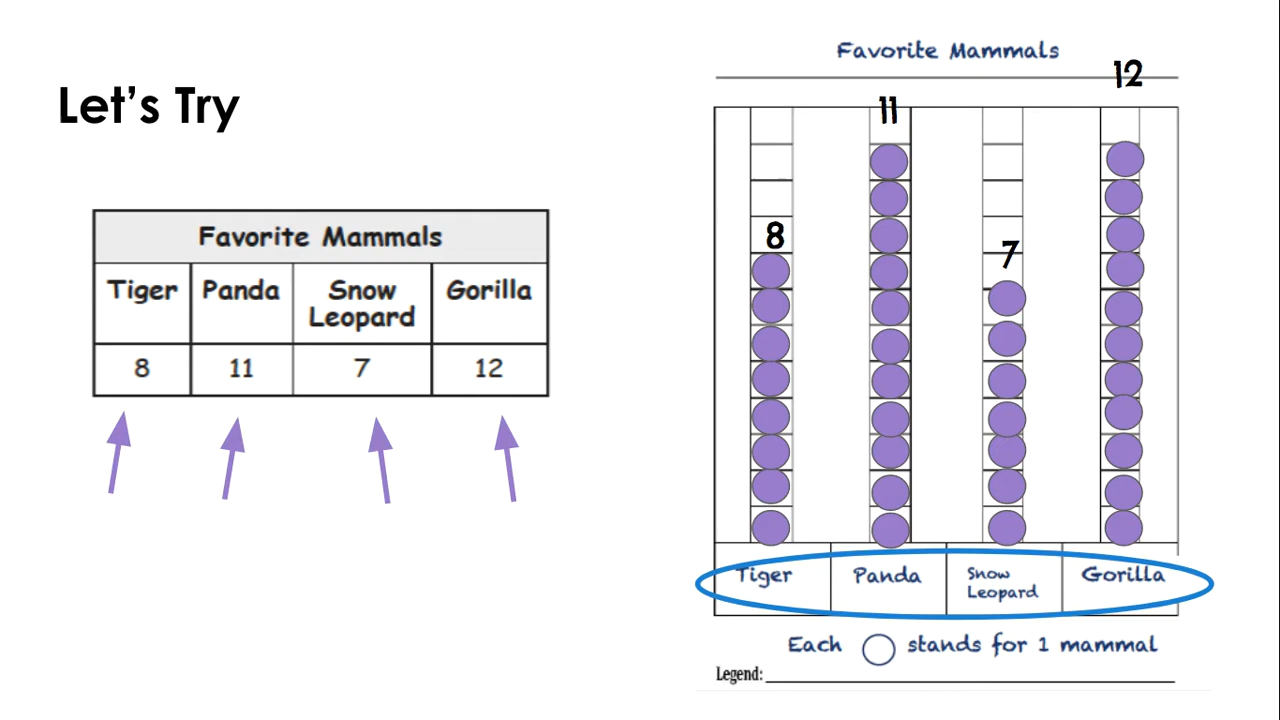 Let's Try
Favorite Mammals
Tiger Panda Snow Leopard Gorilla
8 11 7 12
Favorite Mammals
12
11
8
7
Tiger Panda Snow Leopard Gorilla
Each stands for 1 mammal
Legend: